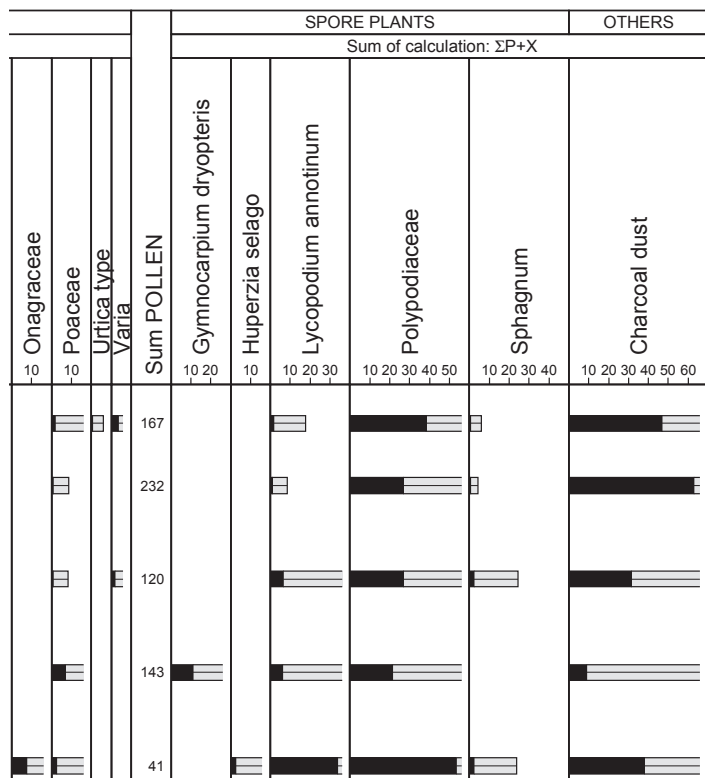 SPORE PLANTS OTHERS
Sum of calculation: ΣP+X
Onagraceae
Poaceae
Urtica type
Varia
Sum POLLEN
Gymnocarpium dryopteris
Huperzia selago
Lycopodium annotinum
Polypodiaceae
Sphagnum
Charcoal dust
10 10 10 20 10 10 20 30 10 20 30 40 50 10 20 30 40 10 20 30 40 50 60
167
232
120
143
41